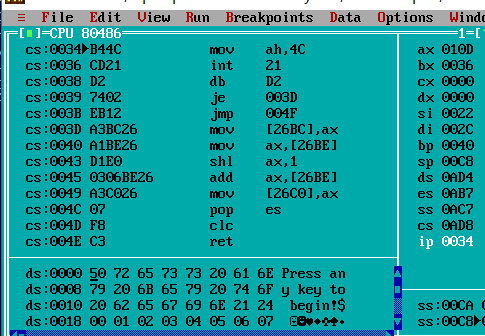 ≡ File Edit View Run Breakpoints Data Options Windo
[■]=CPU 80486 1=[
cs:0034►B44C mov ah,4C ax 010D
cs:0036 CD21 int 21 bx 0036
cs:0038 D2 db D2 cx 0000
cs:0039 7402 je 003D dx 0000
cs:003B EB12 jmp 004F si 0022
cs:003D A3BC26 mov [26BC],ax di 002C
cs:0040 A1BE26 mov ax,[26BE] bp 0040
cs:0043 D1E0 shl ax,1 sp 00C8
cs:0045 0306BE26 add ax,[26BE] ds 0AD4
cs:0049 A3C026 mov [26C0],ax es 0AB7
cs:004C 07 pop es ss 0AC7
cs:004D F8 clc cs 0AD8
cs:004E C3 ret ip 0034
ds:0000 50 72 65 73 73 20 61 6E Press an
ds:0008 79 20 6B 65 79 20 74 6F y key to
ds:0010 20 62 65 67 69 6E 21 24 begin!$ ss:00CA 0
ds:0018 00 01 02 03 04 05 06 07 ☺☻♥♦♣♠• ss:00C8►0